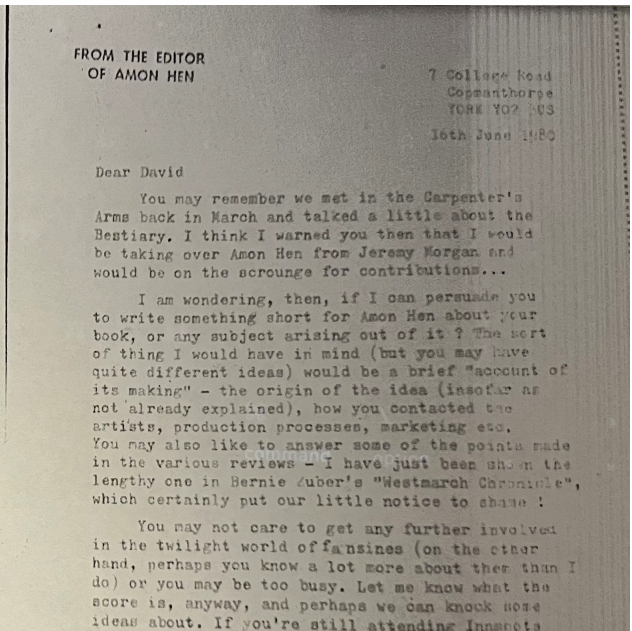 FROM THE EDITOR
OF AMON HEN
7 College Road
Copmanthorpe
YORK YO2
16th June 1980
Dear David
You may remember we met in the Carpenter's
Arms back in March and talked a little about the
Bestiary. I think I warned you then that I would
be taking over Amon Hen from Jeremy Morgan and
would be on the scrounge for contributions...
I am wondering, then, if I can persuade you
to write something short for Amon Hen about your
book, or any subject arising out of it ? The sort
of thing I would have in mind (but you may have
quite different ideas) would be a brief "account of
its making" - the origin of the idea (insofar as
not already explained), how you contacted the
artists, production processes, marketing etc.
You may also like to answer some of the points made
in the various reviews - I have just been shown the
lengthy one in Bernie Zuber's "Westmarch Chronicle",
which certainly put our little notice to shame !
You may not care to get any further involved
in the twilight world of fansines (on the other
hand, perhaps you know a lot more about them than I
do) or you may be too busy. Let me know what the
score is, anyway, and perhaps we can knock some
ideas about. If you're still attending